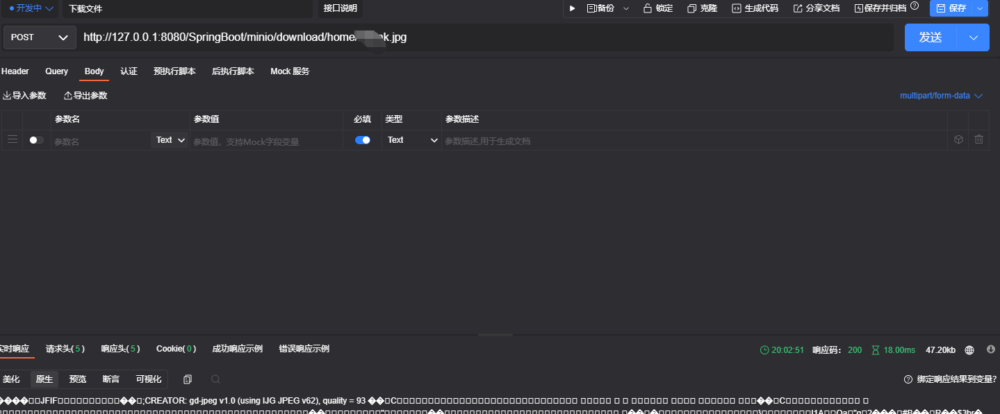 开发中 下载文件 接口说明 备份 锁定 克隆 生成代码 分享文档 保存并归档 保存
POST http://127.0.0.1:8080/SpringBoot/minio/download/home/ k.jpg 发送
Header Query Body 认证 预执行脚本 后执行脚本 Mock 服务
导入参数 导出参数 multipart/form-data
参数名 参数值 必填 类型 参数描述
参数名 Text 参数值，支持Mock字段变量 Text 参数描述,用于生成文档
实时响应 请求头(5) 响应头(5) Cookie(0) 成功响应示例 错误响应示例 20:02:51 响应码： 200 18.00ms 47.20kb
美化 原生 预览 断言 可视化 绑定响应结果到变量?
JFIF ;CREATOR: gd-jpeg v1.0 (using IJG JPEG v62), quality = 93 C C